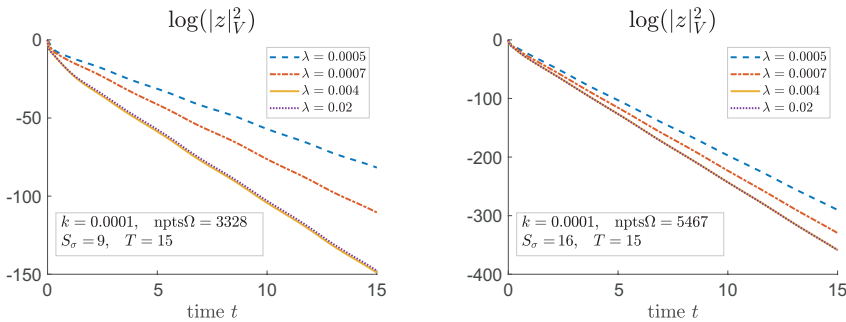 log(|z|²_V)
0
-50
-100
-150
0
5
10
15
time t
λ = 0.0005
λ = 0.0007
λ = 0.004
λ = 0.02
k = 0.0001, nptsΩ = 3328
S_σ = 9, T = 15
log(|z|²_V)
0
-100
-200
-300
-400
0
5
10
15
time t
λ = 0.0005
λ = 0.0007
λ = 0.004
λ = 0.02
k = 0.0001, nptsΩ = 5467
S_σ = 16, T = 15